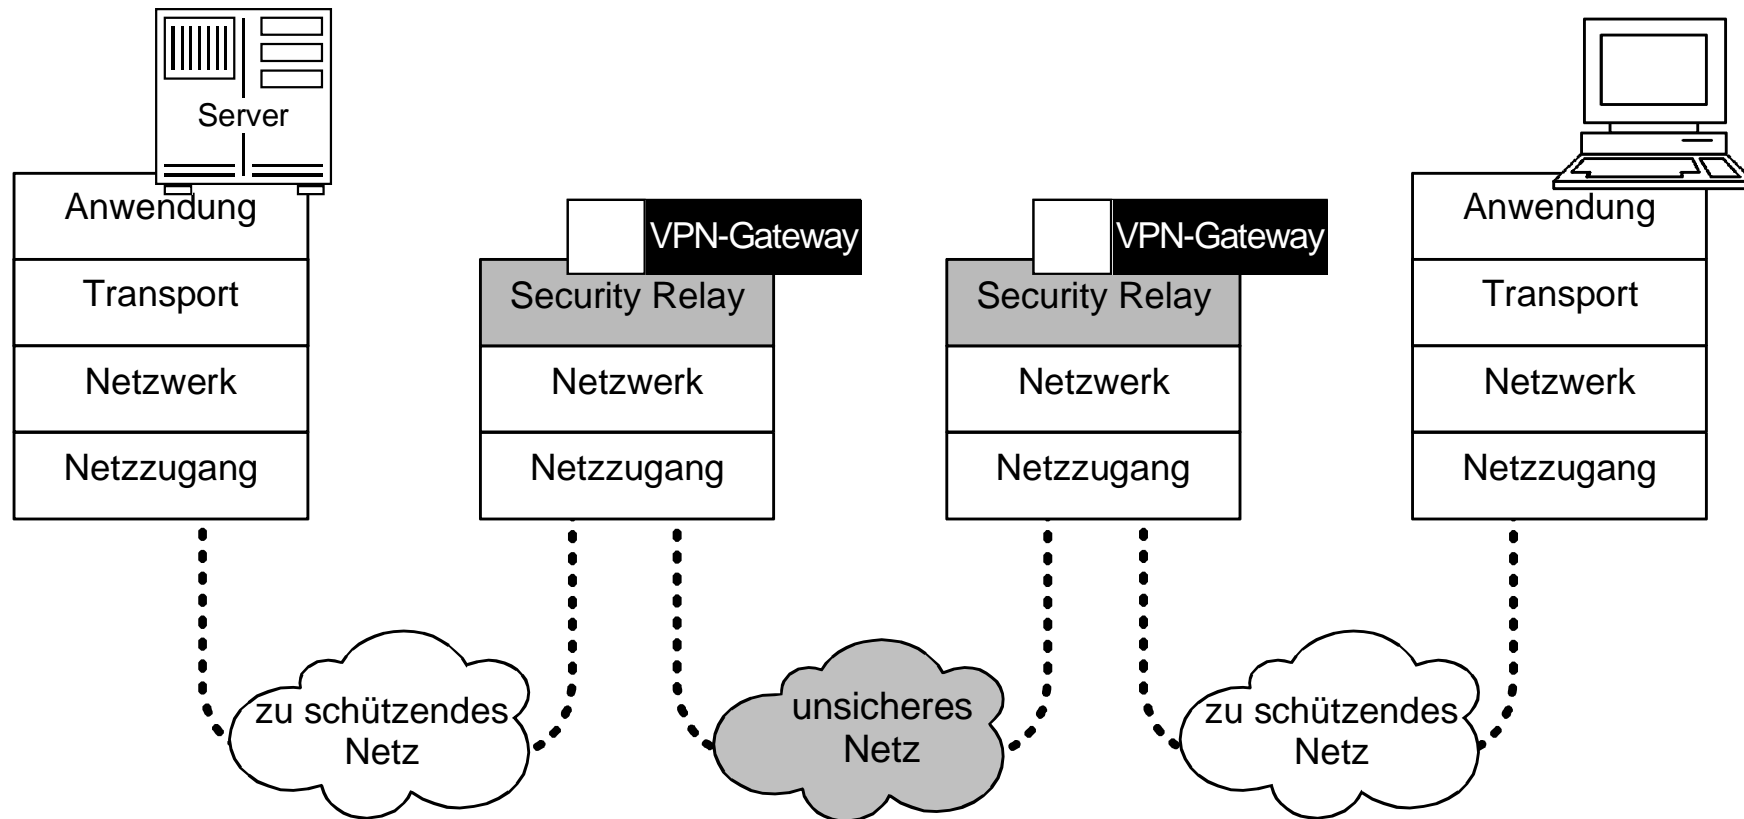 Server
Anwendung
Transport
Netzwerk
Netzzugang
VPN-Gateway
Security Relay
Netzwerk
Netzzugang
VPN-Gateway
Security Relay
Netzwerk
Netzzugang
Anwendung
Transport
Netzwerk
Netzzugang
zu schützendes
Netz
unsicheres
Netz
zu schützendes
Netz